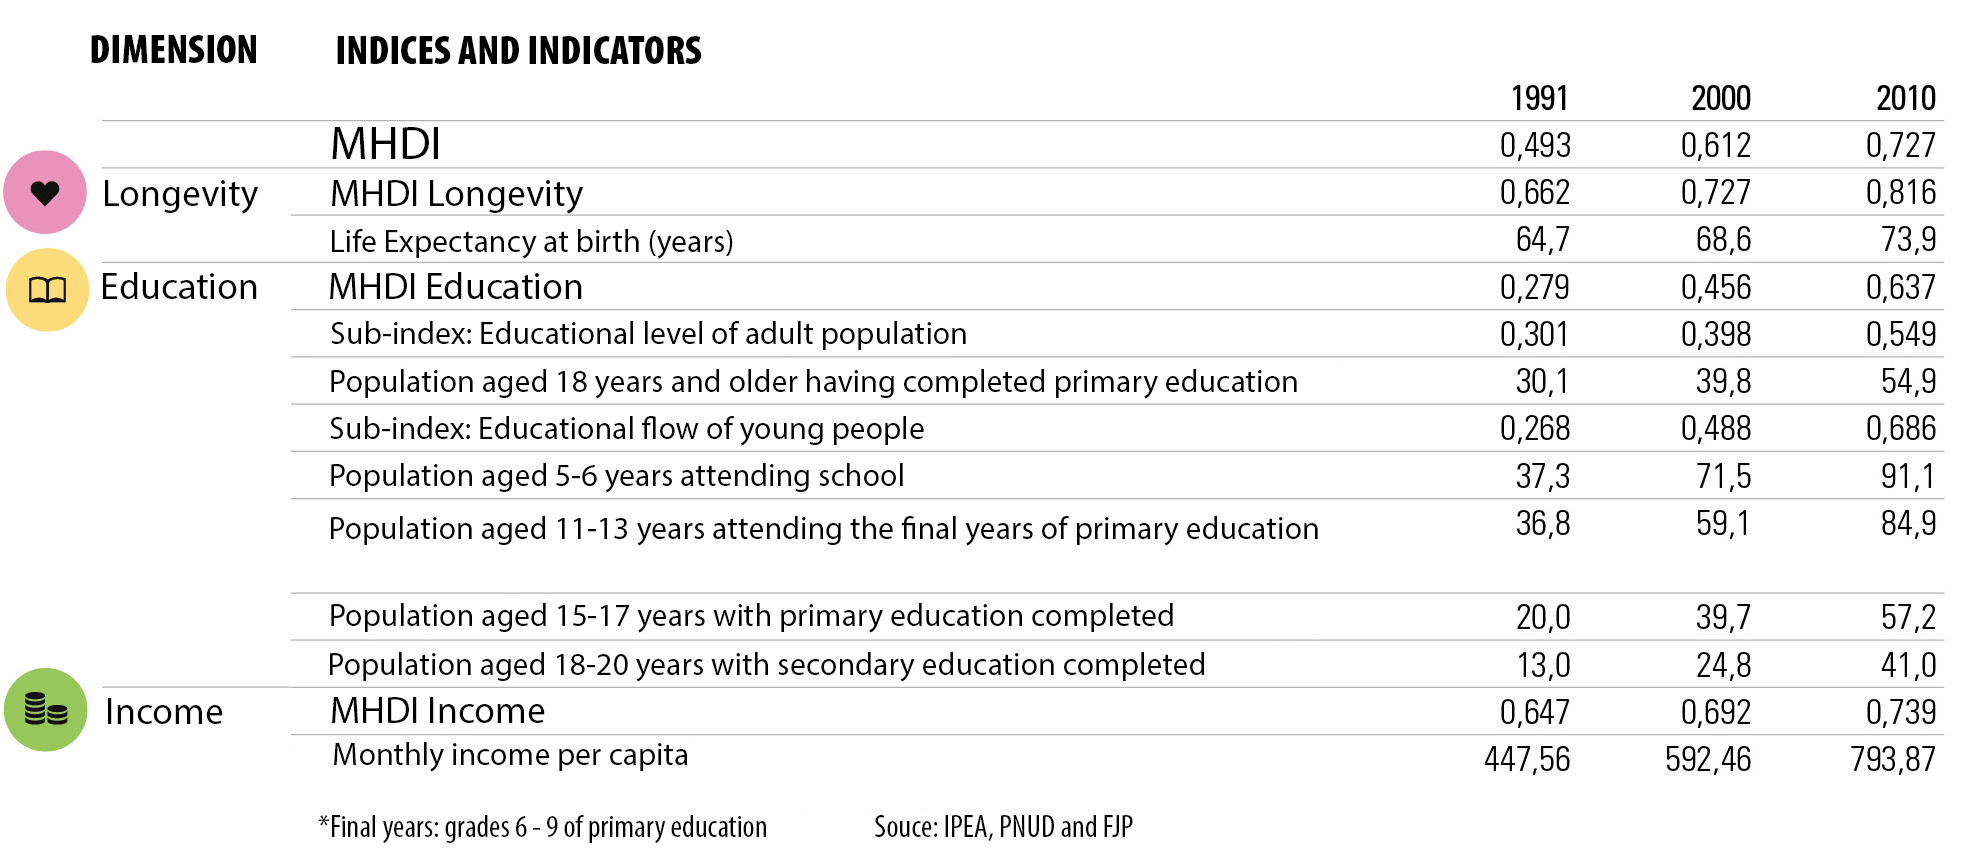 DIMENSION INDICES AND INDICATORS
1991 2000 2010
MHDI 0,493 0,612 0,727
Longevity MHDI Longevity 0,662 0,727 0,816
Life Expectancy at birth (years) 64,7 68,6 73,9
Education MHDI Education 0,279 0,456 0,637
Sub-index: Educational level of adult population 0,301 0,398 0,549
Population aged 18 years and older having completed primary education 30,1 39,8 54,9
Sub-index: Educational flow of young people 0,268 0,488 0,686
Population aged 5-6 years attending school 37,3 71,5 91,1
Population aged 11-13 years attending the final years of primary education 36,8 59,1 84,9
Population aged 15-17 years with primary education completed 20,0 39,7 57,2
Population aged 18-20 years with secondary education completed 13,0 24,8 41,0
Income MHDI Income 0,647 0,692 0,739
Monthly income per capita 447,56 592,46 793,87
*Final years: grades 6 - 9 of primary education Souce: IPEA, PNUD and FJP